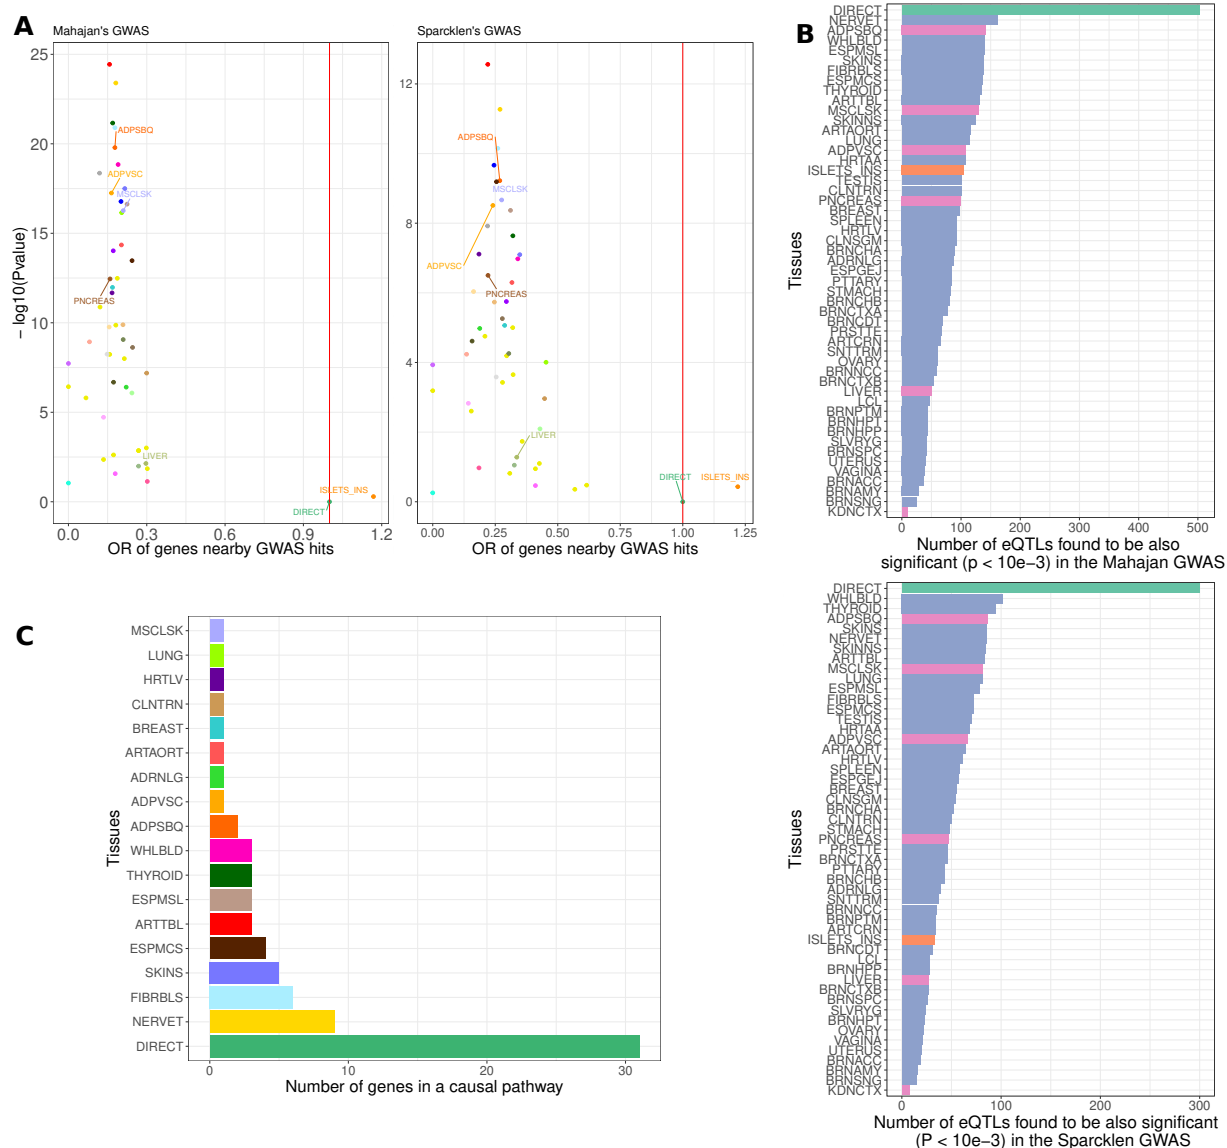 A
Mahajan's GWAS
25
20
15
10
5
0
− log10(Pvalue)
ADPSBQ
ADPVSC
MSCLSK
PNCREAS
LIVER
ISLETS_INS
DIRECT
0.0
0.3
0.6
0.9
1.2
OR of genes nearby GWAS hits
Sparcklen's GWAS
12
8
4
0
ADPSBQ
MSCLSK
ADPVSC
PNCREAS
LIVER
DIRECT
ISLETS_INS
0.00
0.25
0.50
0.75
1.00
1.25
OR of genes nearby GWAS hits
B
Tissues
DIRECT
NERVET
ADPSBQ
WHLBLD
ESPMSL
SKINS
FIBRBLS
ESPMCS
THYROID
ARTTBL
MSCLSK
SKINNS
ARTAORT
LUNG
ADPVSC
HRTAA
ISLETS_INS
TESTIS
CLNTRN
PNCREAS
BREAST
SPLEEN
HRTLV
CLNSGM
BRNCHA
ADRNLG
ESPGEJ
PTTARY
STMACH
BRNCHB
BRNCTXA
BRNCDT
PRSTTE
ARTCRN
SNTTRM
OVARY
BRNNCC
BRNCTXB
LIVER
LCL
BRNPTM
BRNHPT
BRNHPP
SLVRYG
BRNSPC
UTERUS
VAGINA
BRNACC
BRNAMY
BRNSNG
KDNCTX
0
100
200
300
400
500
Number of eQTLs found to be also
significant (p < 10e−3) in the Mahajan GWAS
Tissues
DIRECT
WHLBLD
THYROID
ADPSBQ
SKINS
NERVET
SKINNS
ARTTBL
MSCLSK
LUNG
ESPMSL
FIBRBLS
ESPMCS
TESTIS
HRTAA
ADPVSC
ARTAORT
HRTLV
SPLEEN
ESPGEJ
BREAST
CLNSGM
BRNCHA
CLNTRN
STMACH
PNCREAS
PRSTTE
BRNCTXA
PTTARY
BRNCHB
ADRNLG
SNTTRM
BRNNCC
BRNPTM
ARTCRN
ISLETS_INS
BRNCDT
LCL
BRNHPP
LIVER
BRNCTXB
BRNSPC
SLVRYG
BRNHPT
OVARY
VAGINA
UTERUS
BRNACC
BRNAMY
BRNSNG
KDNCTX
0
100
200
300
Number of eQTLs found to be also significant
(P < 10e−3) in the Sparcklen GWAS
C
Tissues
MSCLSK
LUNG
HRTLV
CLNTRN
BREAST
ARTAORT
ADRNLG
ADPVSC
ADPSBQ
WHLBLD
THYROID
ESPMSL
ARTTBL
ESPMCS
SKINS
FIBRBLS
NERVET
DIRECT
0
10
20
30
Number of genes in a causal pathway